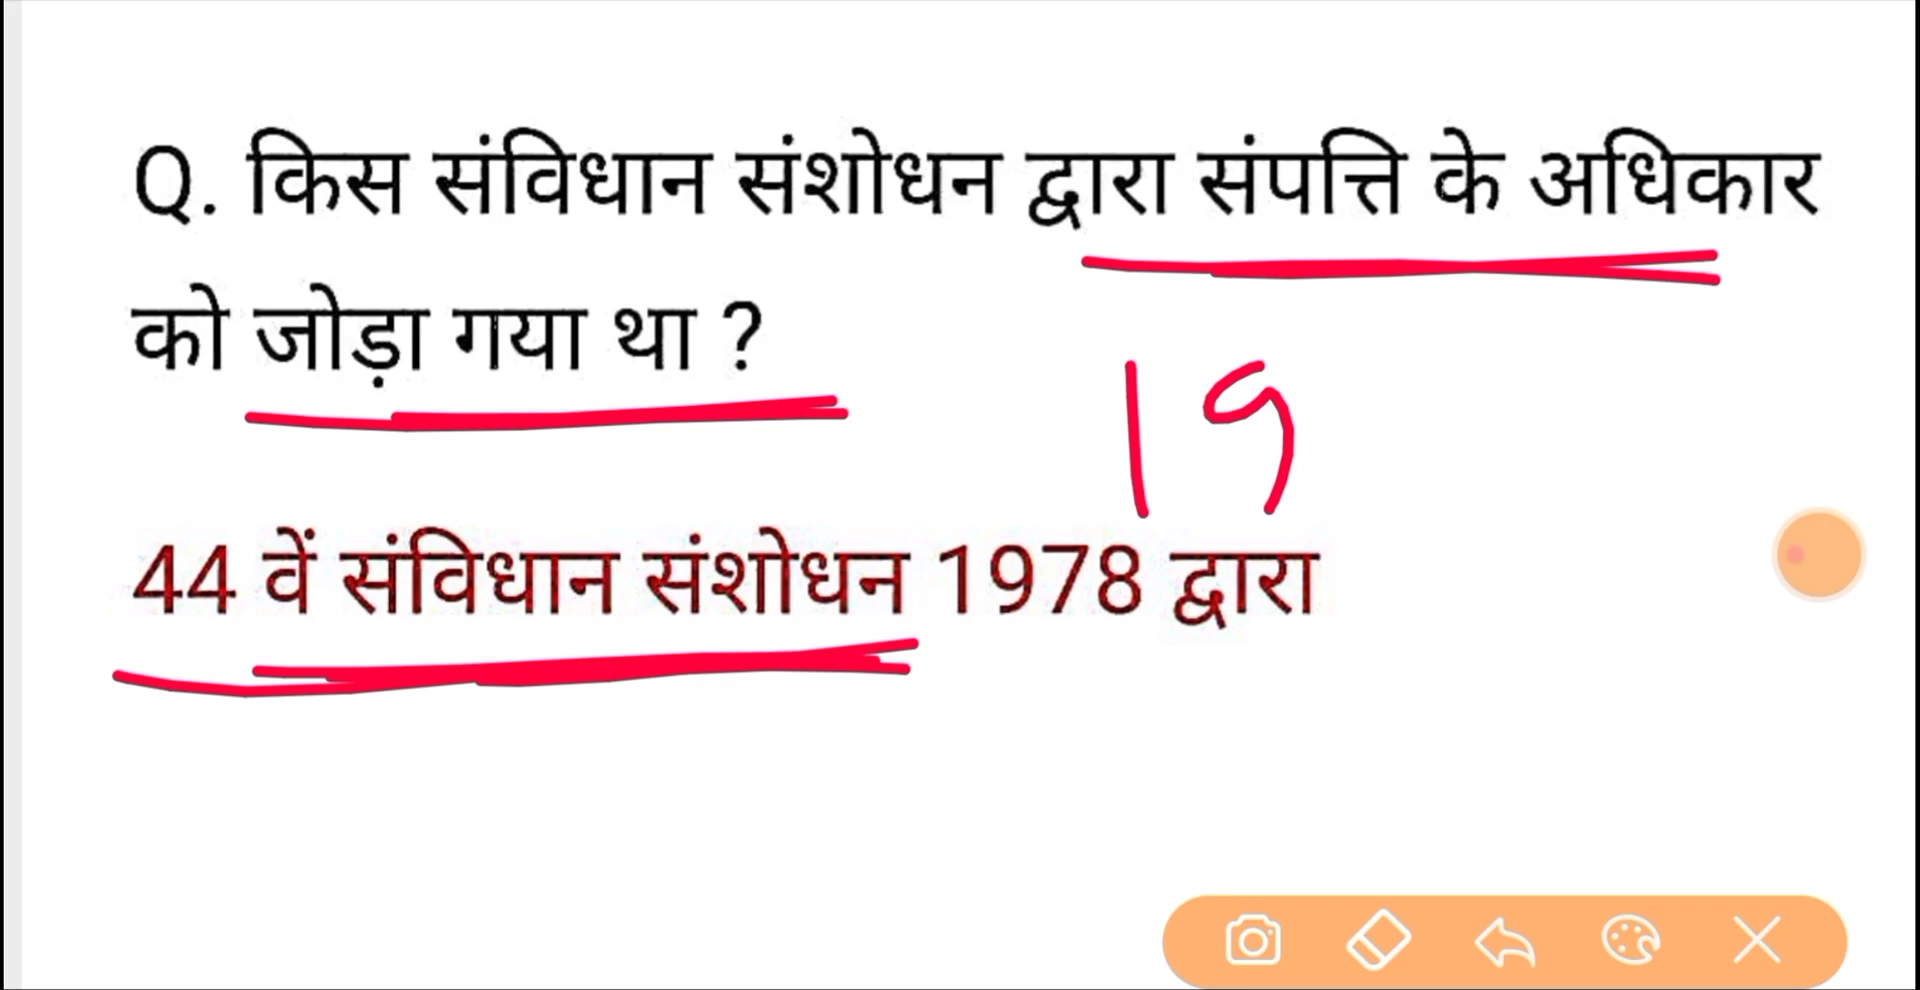 Q. किस संविधान संशोधन द्वारा संपत्ति के अधिकार
को जोड़ा गया था ?
19
44 वें संविधान संशोधन 1978 द्वारा